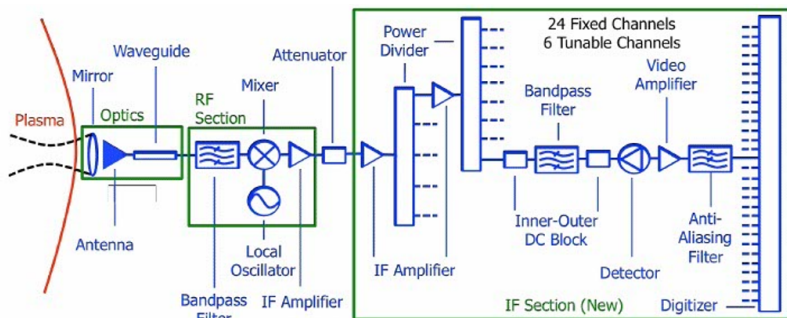 24 Fixed Channels
6 Tunable Channels
Power
Divider
Waveguide
Attenuator
Mirror
RF
Section
Mixer
Video
Amplifier
Bandpass
Filter
Plasma
Optics
Antenna
Local
Oscillator
Bandpass
Filter
IF Amplifier
IF Amplifier
Inner-Outer
DC Block
Detector
Anti-
Aliasing
Filter
IF Section (New)
Digitizer